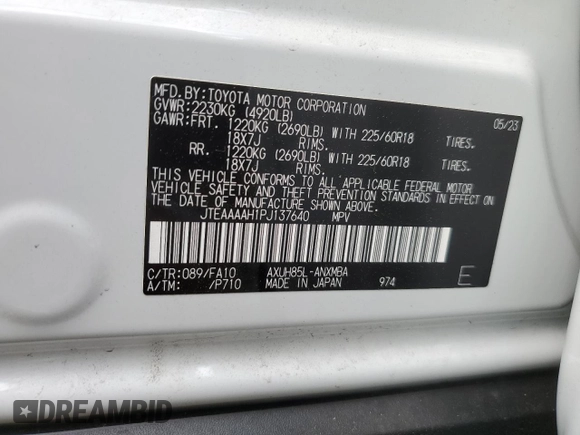 MFD.BY:TOYOTA MOTOR CORPORATION 05/23
GVWR:2230KG (4920LB)
GAWR:FRT. 1220KG (2690LB) WITH 225/60R18 TIRES.
18X7J RIMS.
RR. 1220KG (2690LB) WITH 225/60R18 TIRES.
18X7J RIMS.
THIS VEHICLE CONFORMS TO ALL APPLICABLE FEDERAL MOTOR
VEHICLE SAFETY AND THEFT PREVENTION STANDARDS IN EFFECT ON
THE DATE OF MANUFACTURE SHOWN ABOVE.
JTEAAAAH1PJ137640 MPV
C/TR:089/FA10 AXUH85L-ANXMBA E
A/TM: /P710 MADE IN JAPAN 974
DREAMBID